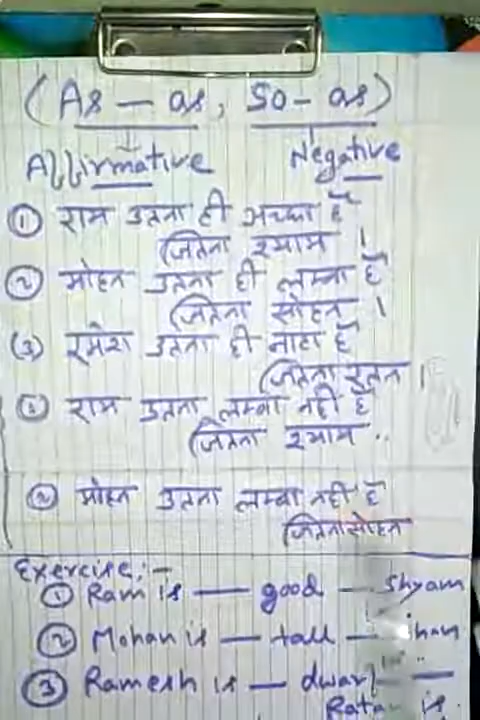 (As — as, So - as)
Affirmative Negative
① राम उतना ही अच्छा है
जितना श्याम ।
② मोहन उतना ही लम्बा है
जितना सोहन ।
(3) रमेश उतना ही नाटा है
जितना ।
① राम उतना लम्बा नहीं है
जितना श्याम ..
② मोहन उतना लम्बा नहीं है
जितना सोहन
Exercise :-
① Ram is — good — Shyam
② Mohan is — tall —
③ Ramesh is — dwarf —
is.